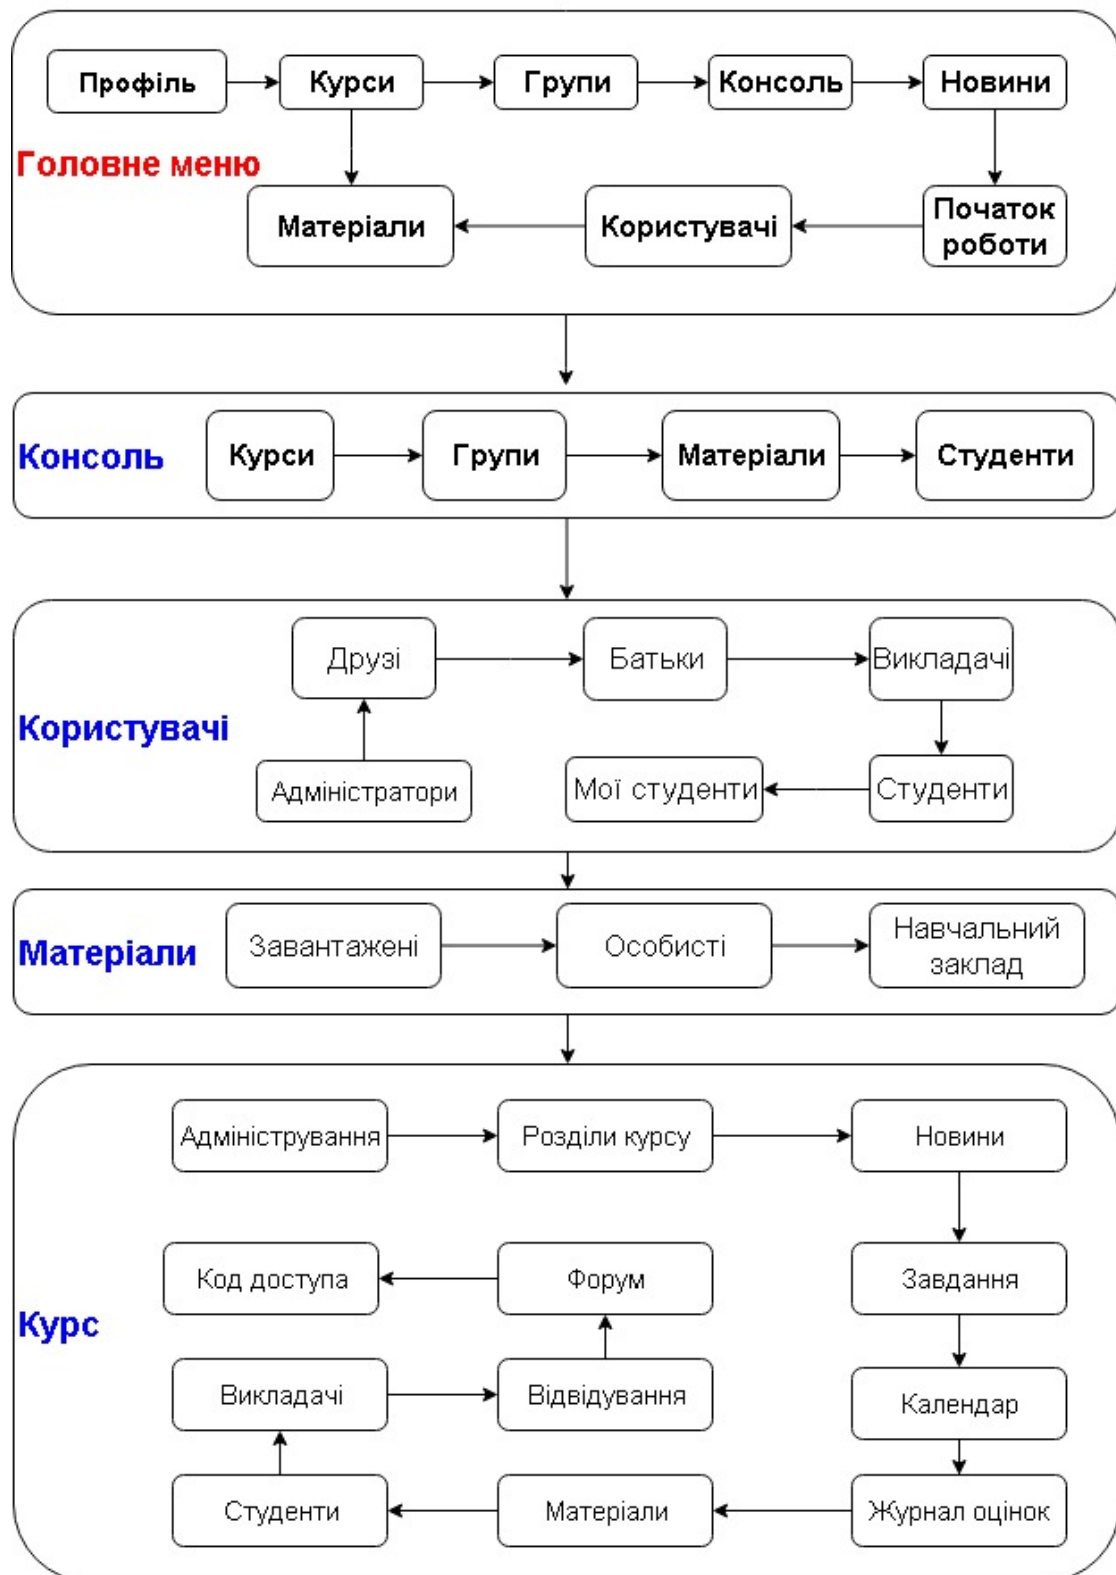 Профіль
Курси
Групи
Консоль
Новини
Головне меню
Матеріали
Користувачі
Початок
роботи
Консоль
Курси
Групи
Матеріали
Студенти
Друзі
Батьки
Викладачі
Користувачі
Адміністратори
Мої студенти
Студенти
Матеріали
Завантажені
Особисті
Навчальний
заклад
Адміністрування
Розділи курсу
Новини
Код доступа
Форум
Завдання
Курс
Викладачі
Відвідування
Календар
Студенти
Матеріали
Журнал оцінок